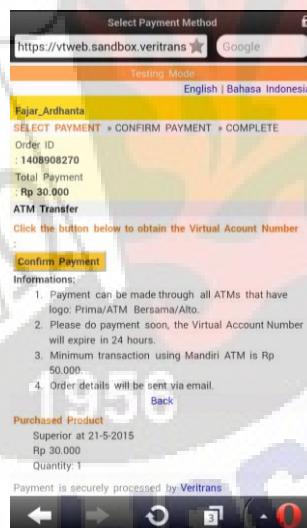 Select Payment Method
https://vtweb.sandbox.veritrans
Google
Testing Mode
English | Bahasa Indonesia
Fajar_Ardhanta
SELECT PAYMENT » CONFIRM PAYMENT » COMPLETE
Order ID
: 1408908270
Total Payment
: Rp 30.000
ATM Transfer
Click the button below to obtain the Virtual Acount Number
:
Confirm Payment
Informations:
1. Payment can be made through all ATMs that have
logo: Prima/ATM Bersama/Alto.
2. Please do payment soon, the Virtual Account Number
will expire in 24 hours.
3. Minimum transaction using Mandiri ATM is Rp
50.000.
4. Order details will be sent via email.
Back
Purchased Product
Superior at 21-5-2015
Rp 30.000
Quantity: 1
Payment is securely processed by Veritrans
3
1956